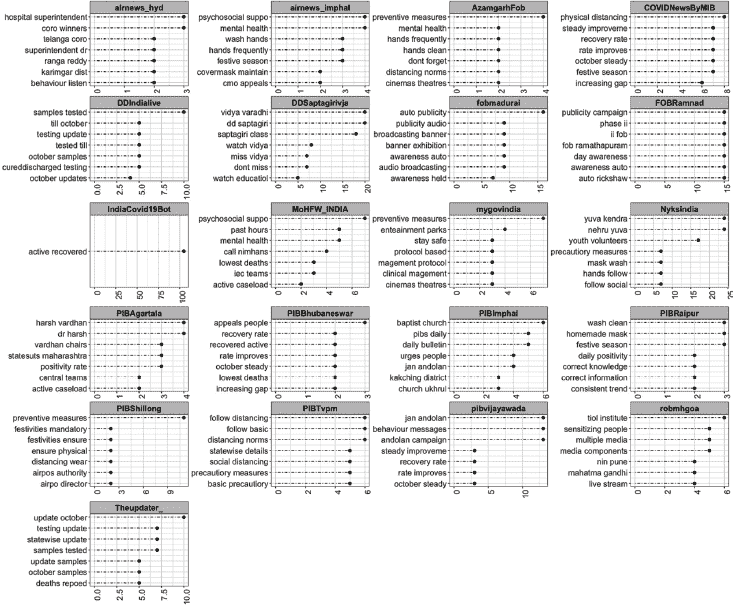 airnews_hyd
hospital superintendent
coro winners
telanga coro
superintendent dr
ranga reddy
karimgar dist
behaviour listen
0 1 2 3
airnews_imphal
psychosocial suppo
mental health
wash hands
hands frequently
festive season
covermask maintain
cmo appeals
0 1 2 3 4
AzamgarhFob
preventive measures
mental health
hands frequently
hands clean
dont forget
distancing norms
cinemas theatres
0 1 2 3 4
COVIDNewsByMIB
physical distancing
steady improveme
recovery rate
rate improves
october steady
festive season
increasing gap
0 2 4 6 8
DDIndialive
samples tested
till october
testing update
tested till
october samples
cureddischarged testing
october updates
0.0 2.5 5.0 7.5 10.0
DDSaptagirivja
vidya varadhi
dd saptagiri
saptagiri class
watch vidya
miss vidya
dont miss
watch educatiol
0 5 10 15 20
fobmadurai
auto publicity
publicity audio
broadcasting banner
banner exhibition
awareness auto
audio broadcasting
awareness held
0 5 10 15
FOBRamnad
publicity campaign
phase ii
ii fob
fob ramathapuram
day awareness
awareness auto
auto rickshaw
0 5 10 15
IndiaCovid19Bot
active recovered
0 25 50 75 100
MoHFW_INDIA
psychosocial suppo
past hours
mental health
call nimhans
lowest deaths
iec teams
active caseload
0 2 4 6
mygovindia
preventive measures
enteainment parks
stay safe
protocol based
magement protocol
clinical magement
cinemas theatres
0 2 4 6
Nyksindia
yuva kendra
nehru yuva
youth volunteers
precautiory measures
mask wash
hands follow
follow social
0 5 10 15 20 25
PIBAgartala
harsh vardhan
dr harsh
vardhan chairs
statesuts maharashtra
positivity rate
central teams
active caseload
0 1 2 3 4
PIBBhubaneswar
appeals people
recovery rate
recovered active
rate improves
october steady
lowest deaths
increasing gap
0 1 2 3
PIBImphal
baptist church
pibs daily
daily bulletin
urges people
jan andolan
kakching district
church ukhrul
0 2 4 6
PIBRaipur
wash clean
homemade mask
festive season
daily positivity
correct knowledge
correct information
consistent trend
0 1 2 3
PIBShillong
preventive measures
festivities mandatory
festivities ensure
ensure physical
distancing wear
airpos authority
airpo director
0 3 6 9
PIBTvpm
follow distancing
follow basic
distancing norms
statewise details
social distancing
precautiory measures
basic precautiory
0 2 4 6
pibvijayawada
jan andolan
behaviour messages
andolan campaign
steady improveme
recovery rate
rate improves
october steady
0 5 10
robmhgoa
tiol institute
sensitizing people
multiple media
media components
nin pune
mahatma gandhi
live stream
0 2 4 6
Theupdater_
update october
testing update
statewise update
samples tested
update samples
october samples
deaths repoed
0.0 2.5 5.0 7.5 10.0